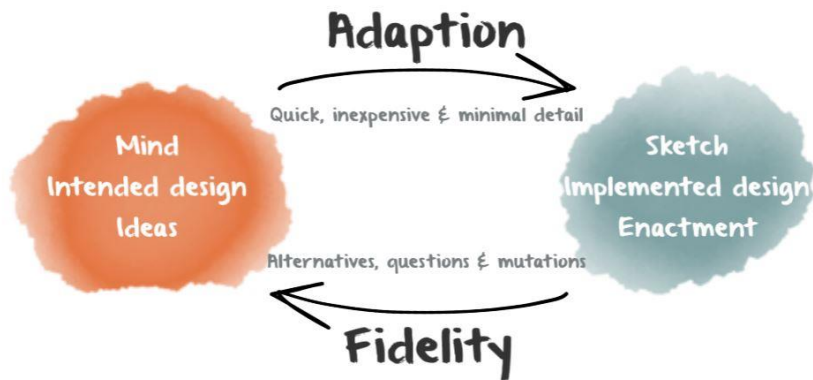 Adaption
Quick, inexpensive & minimal detail
Mind
Intended design
Ideas
Sketch
Implemented design
Enactment
Alternatives, questions & mutations
Fidelity